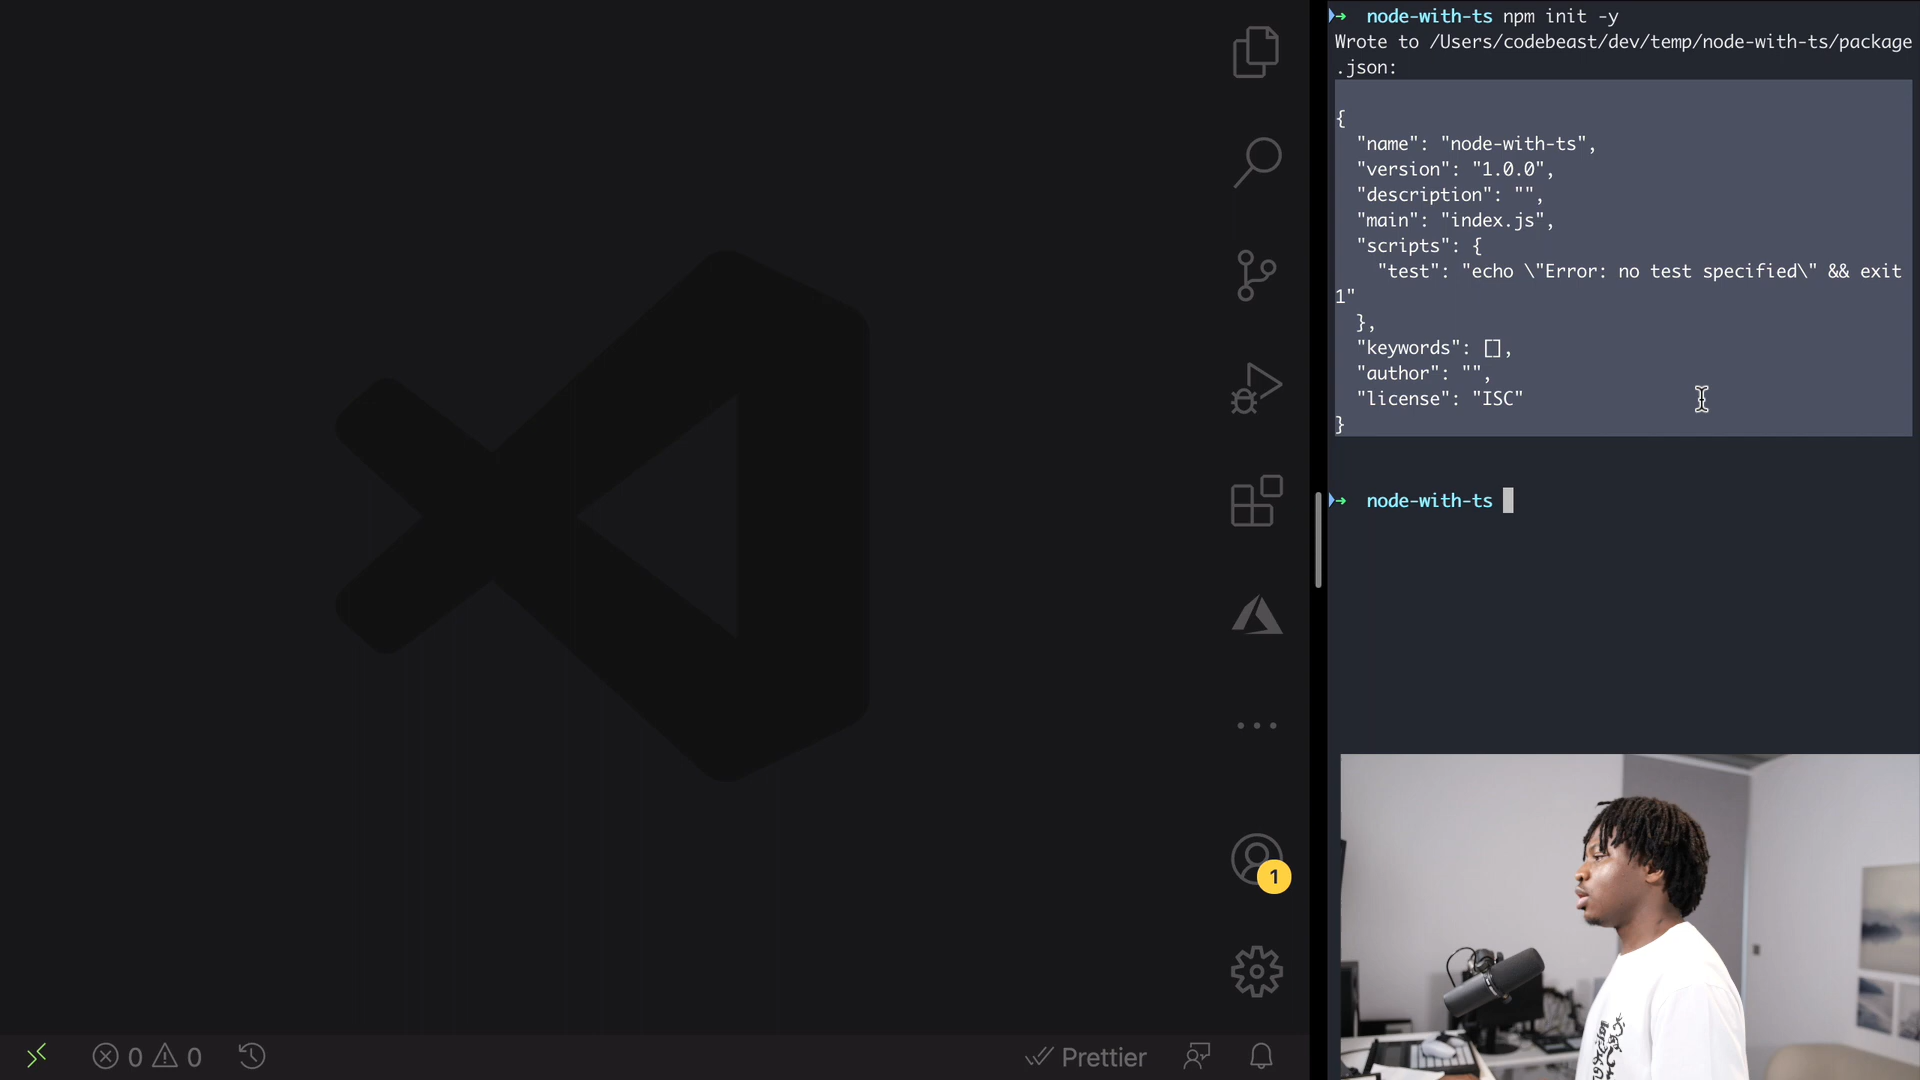 node-with-ts npm init -y
Wrote to /Users/codebeast/dev/temp/node-with-ts/package
.json:
{
"name": "node-with-ts",
"version": "1.0.0",
"description": "",
"main": "index.js",
"scripts": {
"test": "echo \"Error: no test specified\" && exit
1"
},
"keywords": [],
"author": "",
"license": "ISC"
}
node-with-ts
1
0 0
Prettier